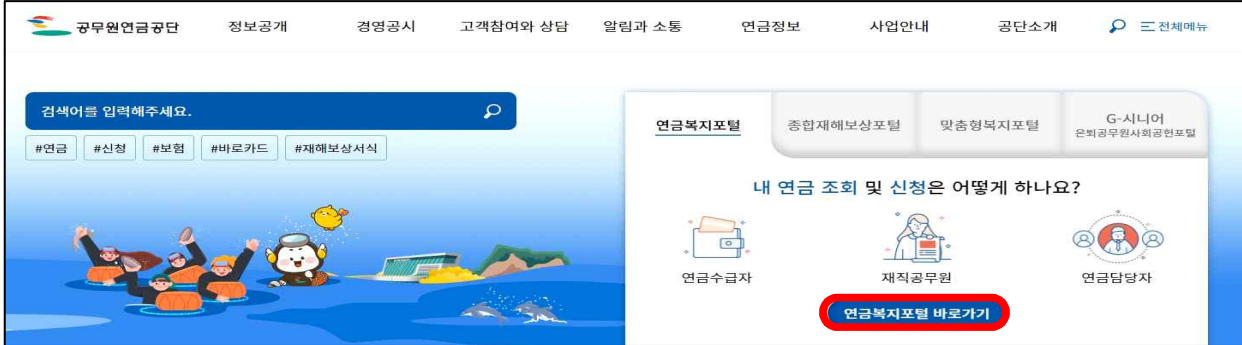 공무원연금공단 정보공개 경영공시 고객참여와 상담 알림과 소통 연금정보 사업안내 공단소개 전체메뉴
검색어를 입력해주세요.
#연금 #신청 #보험 #바로카드 #재해보상서식
연금복지포털 종합재해보상포털 맞춤형복지포털 G-시니어
은퇴공무원사회공헌포털
내 연금 조회 및 신청은 어떻게 하나요?
연금수급자 재직공무원 연금담당자
연금복지포털 바로가기